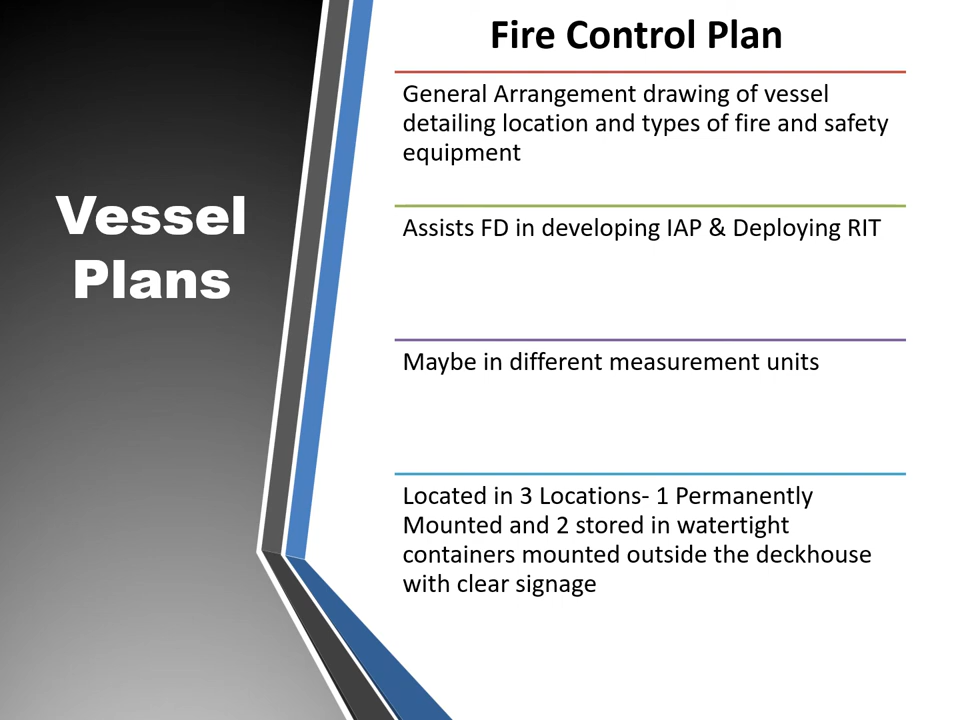 Vessel
Plans
Fire Control Plan
General Arrangement drawing of vessel
detailing location and types of fire and safety
equipment
Assists FD in developing IAP & Deploying RIT
Maybe in different measurement units
Located in 3 Locations- 1 Permanently
Mounted and 2 stored in watertight
containers mounted outside the deckhouse
with clear signage